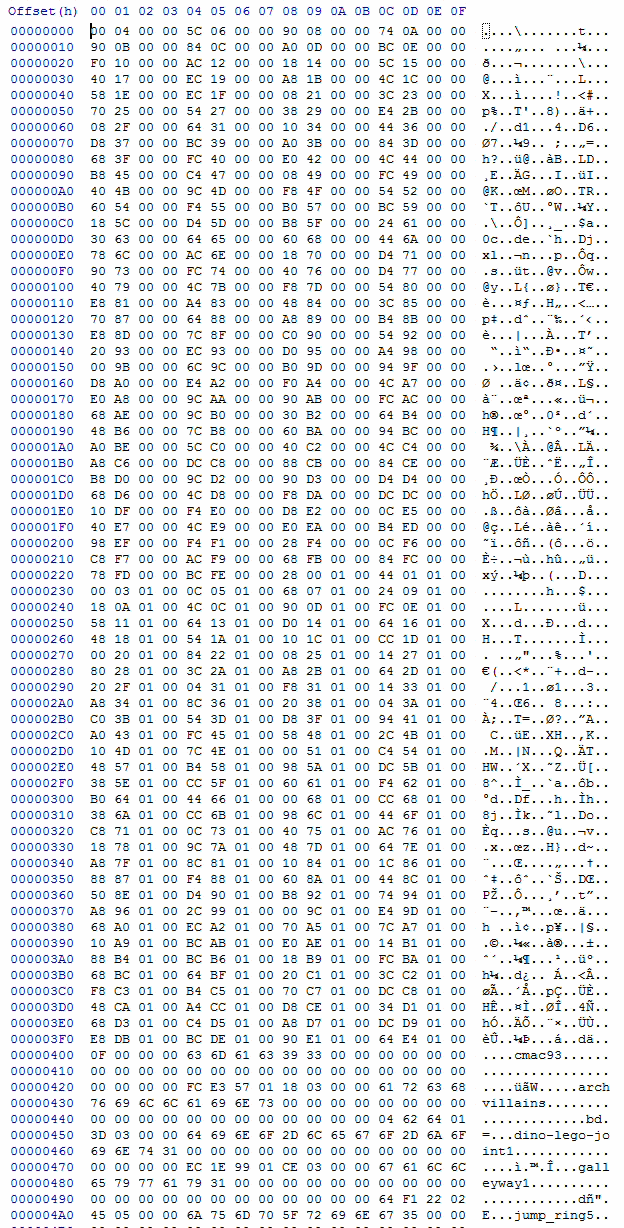 Offset(h) 00 01 02 03 04 05 06 07 08 09 0A 0B 0C 0D 0E 0F
00000000 00 04 00 00 5C 06 00 00 90 08 00 00 74 0A 00 00 ....\.......t...
00000010 90 0B 00 00 84 0C 00 00 A0 0D 00 00 BC 0E 00 00 ....„... ...¼...
00000020 F0 10 00 00 AC 12 00 00 18 14 00 00 5C 15 00 00 ð...¬.......\...
00000030 40 17 00 00 EC 19 00 00 A8 1B 00 00 4C 1C 00 00 @...ì...¨...L...
00000040 58 1E 00 00 EC 1F 00 00 08 21 00 00 3C 23 00 00 X...ì....!..<#..
00000050 70 25 00 00 54 27 00 00 38 29 00 00 E4 2B 00 00 p%..T'..8)..ä+..
00000060 08 2F 00 00 64 31 00 00 10 34 00 00 44 36 00 00 ./..d1...4..D6..
00000070 D8 37 00 00 BC 39 00 00 A0 3B 00 00 84 3D 00 00 Ø7..¼9.. ;..„=..
00000080 68 3F 00 00 FC 40 00 00 E0 42 00 00 4C 44 00 00 h?..ü@..àB..LD..
00000090 B8 45 00 00 C4 47 00 00 08 49 00 00 FC 49 00 00 ¸E..ÄG...I..üI..
000000A0 40 4B 00 00 9C 4D 00 00 F8 4F 00 00 54 52 00 00 @K..œM..øO..TR..
000000B0 60 54 00 00 F4 55 00 00 B0 57 00 00 BC 59 00 00 `T..ôU..°W..¼Y..
000000C0 18 5C 00 00 D4 5D 00 00 B8 5F 00 00 24 61 00 00 .\..Ô]..¸_..$a..
000000D0 30 63 00 00 64 65 00 00 60 68 00 00 44 6A 00 00 0c..de..`h..Dj..
000000E0 78 6C 00 00 AC 6E 00 00 18 70 00 00 D4 71 00 00 xl..¬n...p..Ôq..
000000F0 90 73 00 00 FC 74 00 00 40 76 00 00 D4 77 00 00 .s..üt..@v..Ôw..
00000100 40 79 00 00 4C 7B 00 00 F8 7D 00 00 54 80 00 00 @y..L{..ø}..T€..
00000110 E8 81 00 00 A4 83 00 00 48 84 00 00 3C 85 00 00 è...¤ƒ..H„..<…..
00000120 70 87 00 00 64 88 00 00 A8 89 00 00 B4 8B 00 00 p‡..dˆ..¨‰..´‹..
00000130 E8 8D 00 00 7C 8F 00 00 C0 90 00 00 54 92 00 00 è...|...À...T’..
00000140 20 93 00 00 EC 93 00 00 D0 95 00 00 A4 98 00 00  “..ì“..Ð•..¤˜..
00000150 00 9B 00 00 6C 9C 00 00 B0 9D 00 00 94 9F 00 00 .›..lœ..°...”Ÿ..
00000160 D8 A0 00 00 E4 A2 00 00 F0 A4 00 00 4C A7 00 00 Ø ..ä¢..ð¤..L§..
00000170 E0 A8 00 00 9C AA 00 00 90 AB 00 00 FC AC 00 00 à¨..œª...«..ü¬..
00000180 68 AE 00 00 9C B0 00 00 30 B2 00 00 64 B4 00 00 h®..œ°..0²..d´..
00000190 48 B6 00 00 7C B8 00 00 60 BA 00 00 94 BC 00 00 H¶..|¸..`º..”¼..
000001A0 A0 BE 00 00 5C C0 00 00 40 C2 00 00 4C C4 00 00  ¾..\À..@Â..LÄ..
000001B0 A8 C6 00 00 DC C8 00 00 88 CB 00 00 84 CE 00 00 ¨Æ..ÜÈ..ˆË..„Î..
000001C0 B8 D0 00 00 9C D2 00 00 90 D3 00 00 D4 D4 00 00 ¸Ð..œÒ...Ó..ÔÔ..
000001D0 68 D6 00 00 4C D8 00 00 F8 DA 00 00 DC DC 00 00 hÖ..LØ..øÚ..ÜÜ..
000001E0 10 DF 00 00 F4 E0 00 00 D8 E2 00 00 0C E5 00 00 .ß..ôà..Øâ...å..
000001F0 40 E7 00 00 4C E9 00 00 E0 EA 00 00 B4 ED 00 00 @ç..Lé..àê..´í..
00000200 98 EF 00 00 F4 F1 00 00 28 F4 00 00 0C F6 00 00 ˜ï..ôñ..(ô...ö..
00000210 C8 F7 00 00 AC F9 00 00 68 FB 00 00 84 FC 00 00 È÷..¬ù..hû..„ü..
00000220 78 FD 00 00 BC FE 00 00 28 00 01 00 44 01 01 00 xý..¼þ..(...D...
00000230 00 03 01 00 0C 05 01 00 68 07 01 00 24 09 01 00 ........h...$...
00000240 18 0A 01 00 4C 0C 01 00 90 0D 01 00 FC 0E 01 00 ....L.......ü...
00000250 58 11 01 00 64 13 01 00 D0 14 01 00 64 16 01 00 X...d...Ð...d...
00000260 48 18 01 00 54 1A 01 00 10 1C 01 00 CC 1D 01 00 H...T.......Ì...
00000270 00 20 01 00 84 22 01 00 08 25 01 00 14 27 01 00 . ..„"...%...'..
00000280 80 28 01 00 3C 2A 01 00 A8 2B 01 00 64 2D 01 00 €(..<*..¨+..d-..
00000290 20 2F 01 00 04 31 01 00 F8 31 01 00 14 33 01 00  /...1..ø1...3..
000002A0 A8 34 01 00 8C 36 01 00 20 38 01 00 04 3A 01 00 ¨4..Œ6.. 8...:..
000002B0 C0 3B 01 00 54 3D 01 00 D8 3F 01 00 94 41 01 00 À;..T=..Ø?..”A..
000002C0 A0 43 01 00 FC 45 01 00 58 48 01 00 2C 4B 01 00  C..üE..XH..,K..
000002D0 10 4D 01 00 7C 4E 01 00 00 51 01 00 C4 54 01 00 .M..|N...Q..ÄT..
000002E0 48 57 01 00 B4 58 01 00 98 5A 01 00 DC 5B 01 00 HW..´X..˜Z..Ü[..
000002F0 38 5E 01 00 CC 5F 01 00 60 61 01 00 F4 62 01 00 8^..Ì_..`a..ôb..
00000300 B0 64 01 00 44 66 01 00 00 68 01 00 CC 68 01 00 °d..Df...h..Ìh..
00000310 38 6A 01 00 CC 6B 01 00 98 6C 01 00 44 6F 01 00 8j..Ìk..˜l..Do..
00000320 C8 71 01 00 0C 73 01 00 40 75 01 00 AC 76 01 00 Èq...s..@u..¬v..
00000330 18 78 01 00 9C 7A 01 00 48 7D 01 00 64 7E 01 00 .x..œz..H}..d~..
00000340 A8 7F 01 00 8C 81 01 00 10 84 01 00 1C 86 01 00 ¨...Œ....„...†..
00000350 88 87 01 00 F4 88 01 00 60 8A 01 00 44 8C 01 00 ˆ‡..ôˆ..`Š..DŒ..
00000360 50 8E 01 00 D4 90 01 00 B8 92 01 00 74 94 01 00 PŽ..Ô...¸’..t”..
00000370 A8 96 01 00 2C 99 01 00 00 9C 01 00 E4 9D 01 00 ¨–..,™...œ..ä...
00000380 68 A0 01 00 EC A2 01 00 70 A5 01 00 7C A7 01 00 h ..ì¢..p¥..|§..
00000390 10 A9 01 00 BC AB 01 00 E0 AE 01 00 14 B1 01 00 .©..¼«..à®...±..
000003A0 88 B4 01 00 BC B6 01 00 18 B9 01 00 FC BA 01 00 ˆ´..¼¶...¹..üº..
000003B0 68 BC 01 00 64 BF 01 00 20 C1 01 00 3C C2 01 00 h¼..d¿.. Á..<Â..
000003C0 F8 C3 01 00 B4 C5 01 00 70 C7 01 00 DC C8 01 00 øÃ..´Å..pÇ..ÜÈ..
000003D0 48 CA 01 00 A4 CC 01 00 D8 CE 01 00 34 D1 01 00 HÊ..¤Ì..ØÎ..4Ñ..
000003E0 68 D3 01 00 C4 D5 01 00 A8 D7 01 00 DC D9 01 00 hÓ..ÄÕ..¨×..ÜÙ..
000003F0 E8 DB 01 00 BC DE 01 00 90 E1 01 00 64 E4 01 00 èÛ..¼Þ...á..dä..
00000400 0F 00 00 00 63 6D 61 63 39 33 00 00 00 00 00 00 ....cmac93......
00000410 00 00 00 00 00 00 00 00 00 00 00 00 00 00 00 00 ................
00000420 00 00 00 00 FC E3 57 01 18 03 00 00 61 72 63 68 ....üãW.....arch
00000430 76 69 6C 6C 61 69 6E 73 00 00 00 00 00 00 00 00 villains........
00000440 00 00 00 00 00 00 00 00 00 00 00 00 04 62 64 01 .............bd.
00000450 3D 03 00 00 64 69 6E 6F 2D 6C 65 67 6F 2D 6A 6F =...dino-lego-jo
00000460 69 6E 74 31 00 00 00 00 00 00 00 00 00 00 00 00 int1............
00000470 00 00 00 00 EC 1E 99 01 CE 03 00 00 67 61 6C 6C ....ì.™.Î...gall
00000480 65 79 77 61 79 31 00 00 00 00 00 00 00 00 00 00 eyway1..........
00000490 00 00 00 00 00 00 00 00 00 00 00 00 64 F1 22 02 ............dñ".
000004A0 45 05 00 00 6A 75 6D 70 5F 72 69 6E 67 35 00 00 E...jump_ring5..